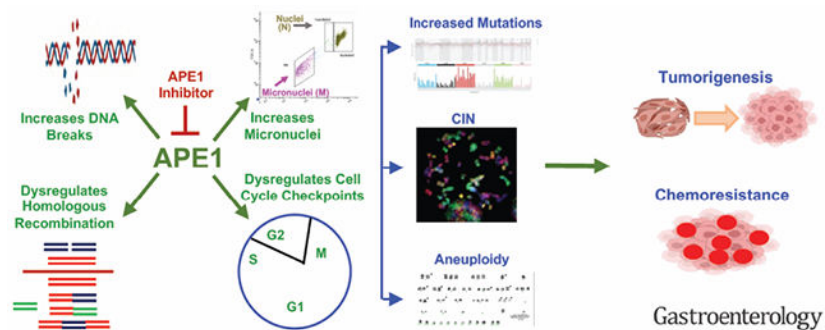 Nuclei
(N)
Micronuclei (M)
APE1
Inhibitor
Increases DNA
Breaks
Increases
Micronuclei
APE1
Dysregulates
Homologous
Recombination
Dysregulates Cell
Cycle Checkpoints
G2
S
M
G1
Increased Mutations
CIN
Aneuploidy
Tumorigenesis
Chemoresistance
Gastroenterology